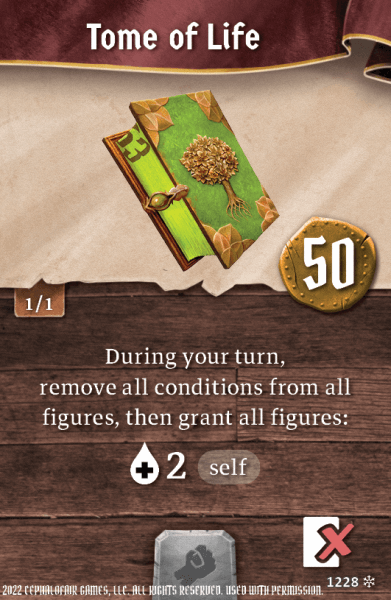 Tome of Life
53
50
1/1
During your turn,
remove all conditions from all
figures, then grant all figures:
2 self
1228
2022 CEPHALOFAIR GAMES, LLC. ALL RIGHTS RESERVED. USED WITH PERMISSION.